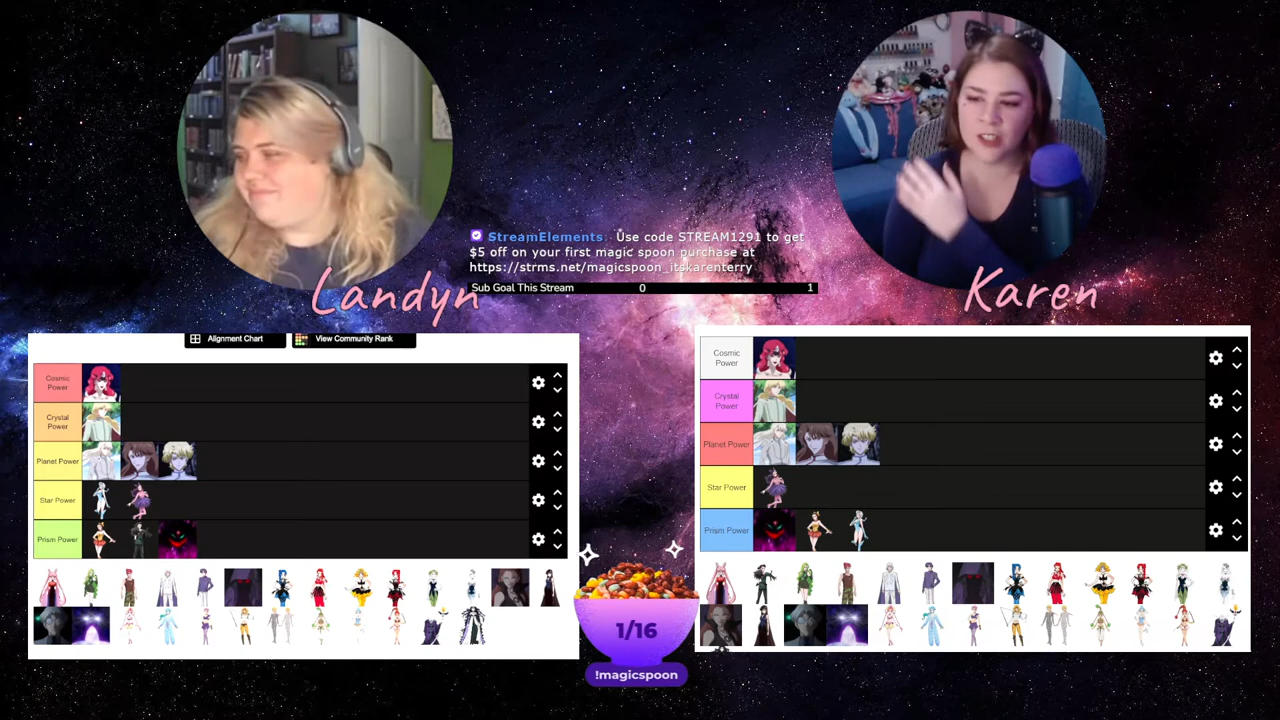 StreamElements: Use code STREAM1291 to get
$5 off on your first magic spoon purchase at
https://strms.net/magicspoon_itskarenterry
Sub Goal This Stream 0 1
Landyn
Karen
Alignment Chart View Community Rank
Cosmic
Power
Crystal
Power
Planet Power
Star Power
Prism Power
Cosmic
Power
Crystal
Power
Planet Power
Star Power
Prism Power
1/16
!magicspoon